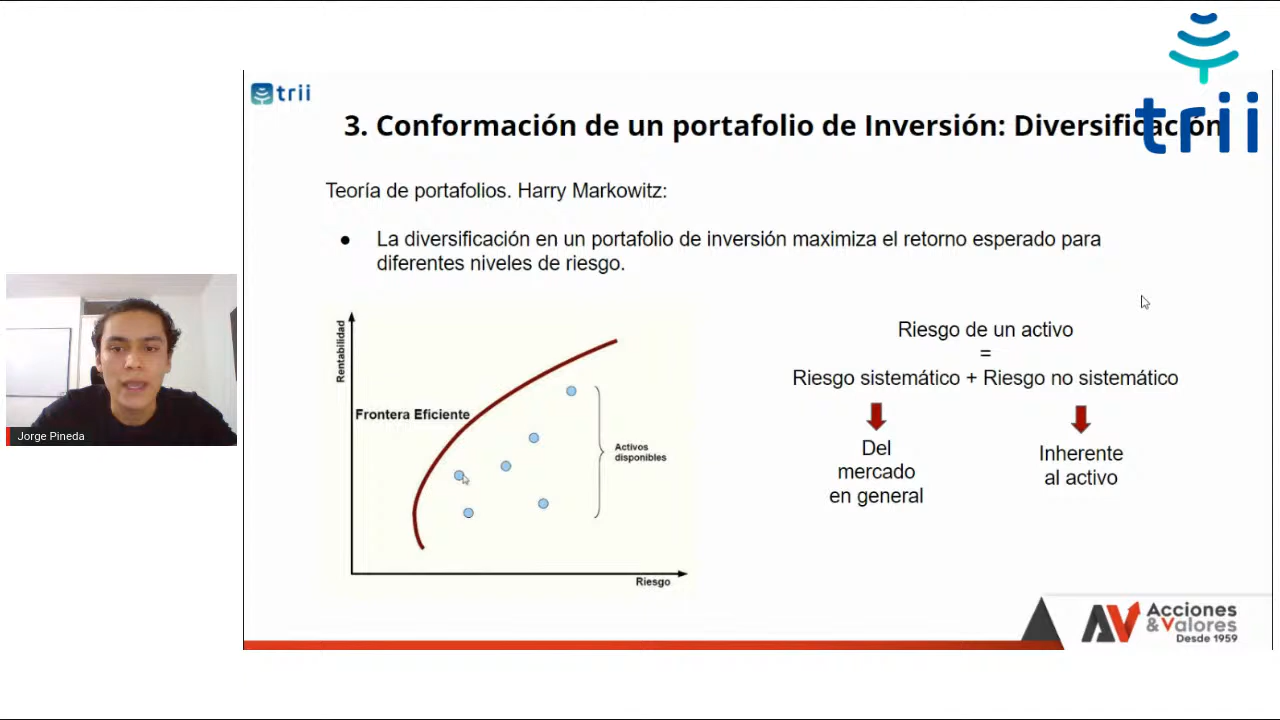 trii
trii
3. Conformación de un portafolio de Inversión: Diversificación
Teoría de portafolios. Harry Markowitz:
● La diversificación en un portafolio de inversión maximiza el retorno esperado para
diferentes niveles de riesgo.
Rentabilidad
Frontera Eficiente
Activos
disponibles
Riesgo
Riesgo de un activo
=
Riesgo sistemático + Riesgo no sistemático
Del
mercado
en general
Inherente
al activo
Jorge Pineda
AV Acciones
& Valores
Desde 1959